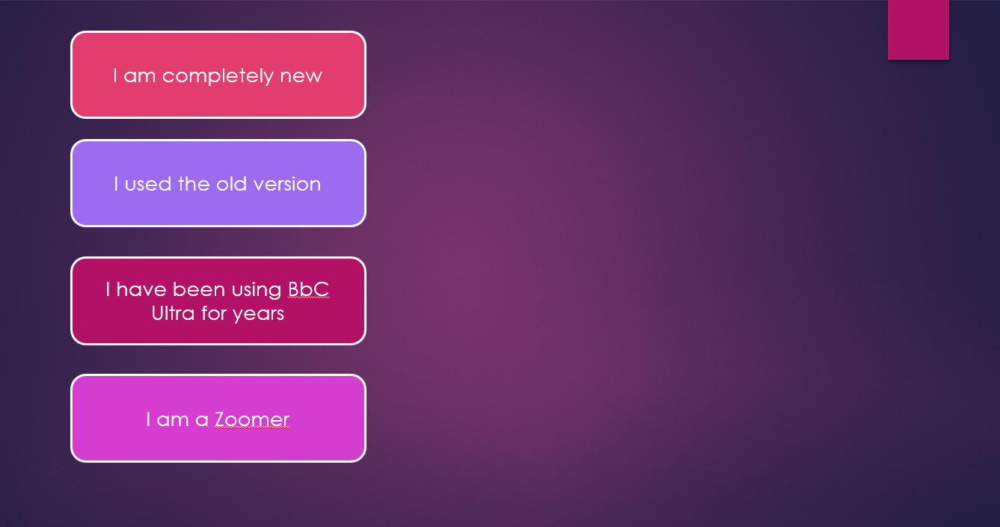 I am completely new
I used the old version
I have been using BbC
Ultra for years
I am a Zoomer